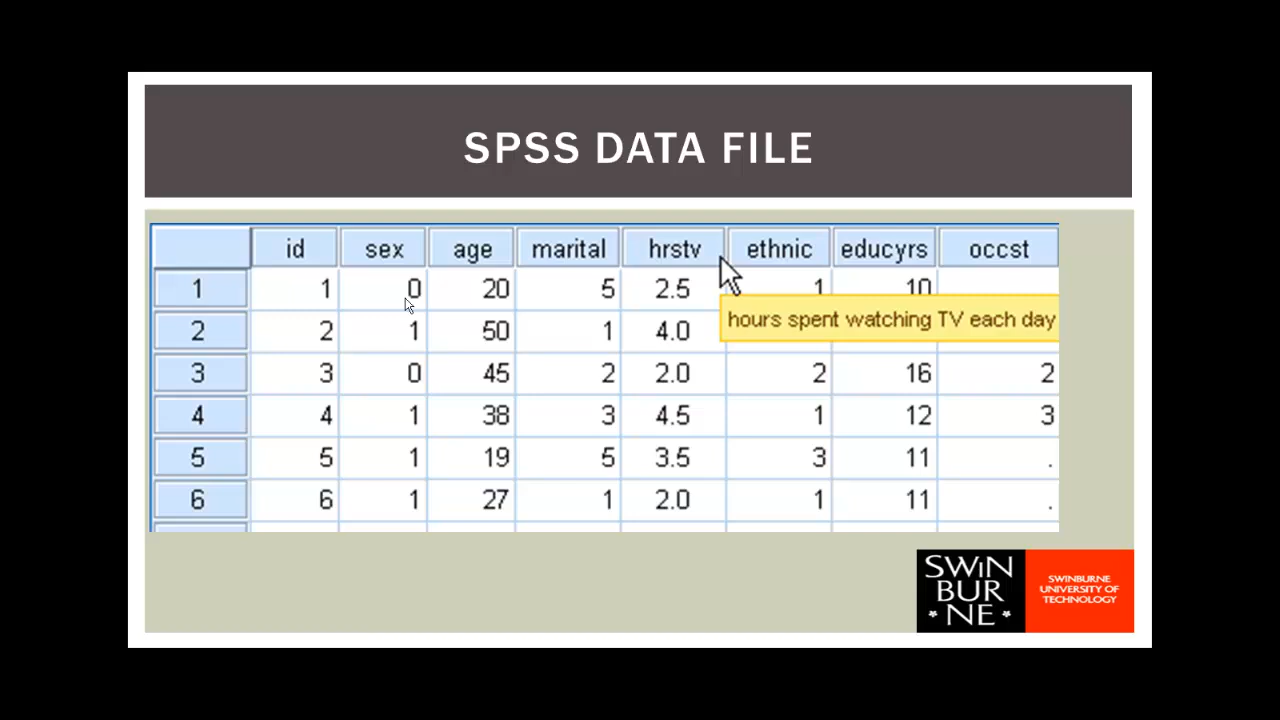 SPSS DATA FILE
id sex age marital hrstv ethnic educyrs occst
1 1 0 20 5 2.5 1 10
hours spent watching TV each day
2 2 1 50 1 4.0
3 3 0 45 2 2.0 2 16 2
4 4 1 38 3 4.5 1 12 3
5 5 1 19 5 3.5 3 11 .
6 6 1 27 1 2.0 1 11 .
SWiN
BUR
* NE *
SWINBURNE
UNIVERSITY OF
TECHNOLOGY